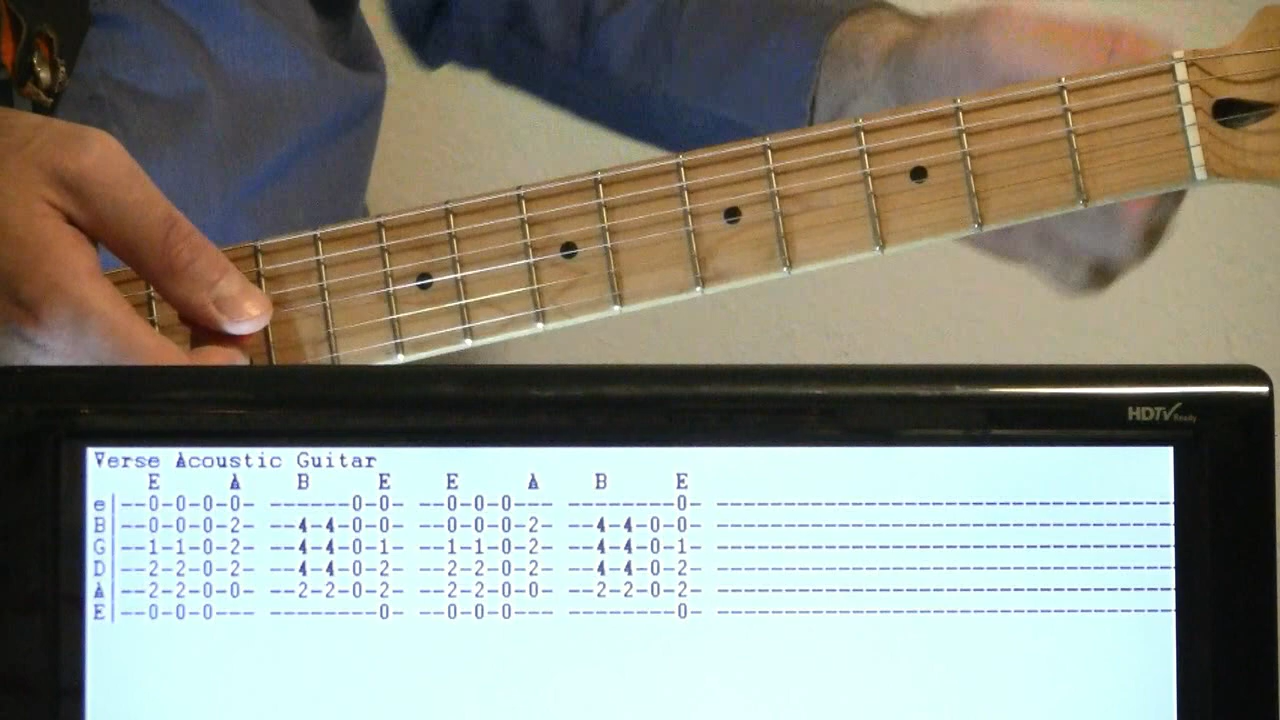 HDTV Ready
Verse Acoustic Guitar
E A B E E A B E
e|--0-0-0-0- ------0-0- --0-0-0--- --------0- ----------------------------------
B|--0-0-0-2- --4-4-0-0- --0-0-0-2- --4-4-0-0- ----------------------------------
G|--1-1-0-2- --4-4-0-1- --1-1-0-2- --4-4-0-1- ----------------------------------
D|--2-2-0-2- --4-4-0-2- --2-2-0-2- --4-4-0-2- ----------------------------------
A|--2-2-0-0- --2-2-0-2- --2-2-0-0- --2-2-0-2- ----------------------------------
E|--0-0-0--- --------0- --0-0-0--- --------0- ----------------------------------